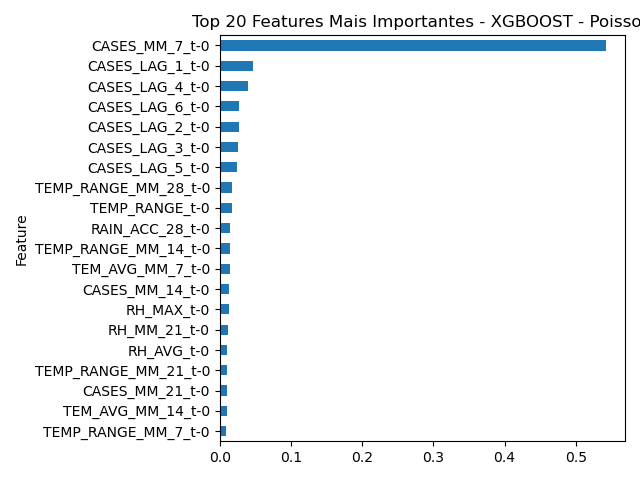 Top 20 Features Mais Importantes - XGBOOST - Poisso
CASES_MM_7_t-0
CASES_LAG_1_t-0
CASES_LAG_4_t-0
CASES_LAG_6_t-0
CASES_LAG_2_t-0
CASES_LAG_3_t-0
CASES_LAG_5_t-0
TEMP_RANGE_MM_28_t-0
TEMP_RANGE_t-0
RAIN_ACC_28_t-0
TEMP_RANGE_MM_14_t-0
TEM_AVG_MM_7_t-0
CASES_MM_14_t-0
RH_MAX_t-0
RH_MM_21_t-0
RH_AVG_t-0
TEMP_RANGE_MM_21_t-0
CASES_MM_21_t-0
TEM_AVG_MM_14_t-0
TEMP_RANGE_MM_7_t-0
Feature
0.0 0.1 0.2 0.3 0.4 0.5